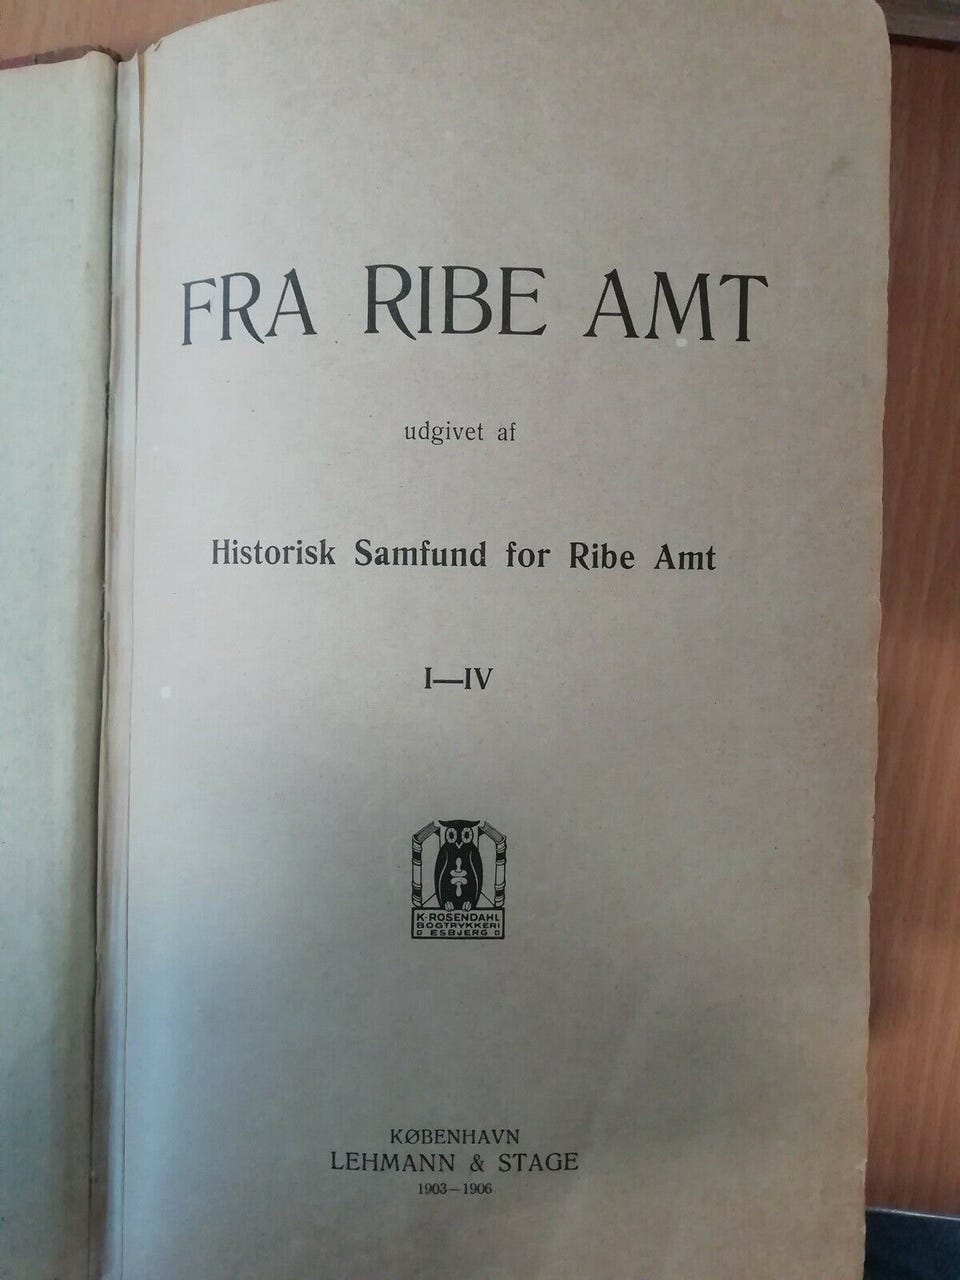 FRA RIBE AMT
udgivet af
Historisk Samfund for Ribe Amt
I—IV
K·ROSENDAHL
BOGTRYKKERI
ESBJERG
KØBENHAVN
LEHMANN & STAGE
1903—1906